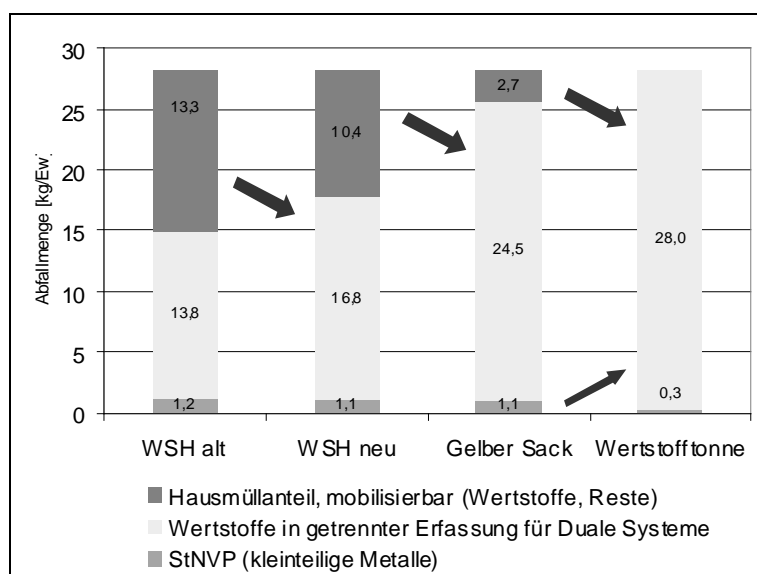 30
25
20
15
10
5
0
Abfallmenge [kg/Ew]
13,3
10,4
2,7
13,8
16,8
24,5
28,0
1,2
1,1
1,1
0,3
WSH alt
WSH neu
Gelber Sack
Wertstofftonne
Hausmüllanteil, mobilisierbar (Wertstoffe, Reste)
Wertstoffe in getrennter Erfassung für Duale Systeme
StNVP (kleinteilige Metalle)